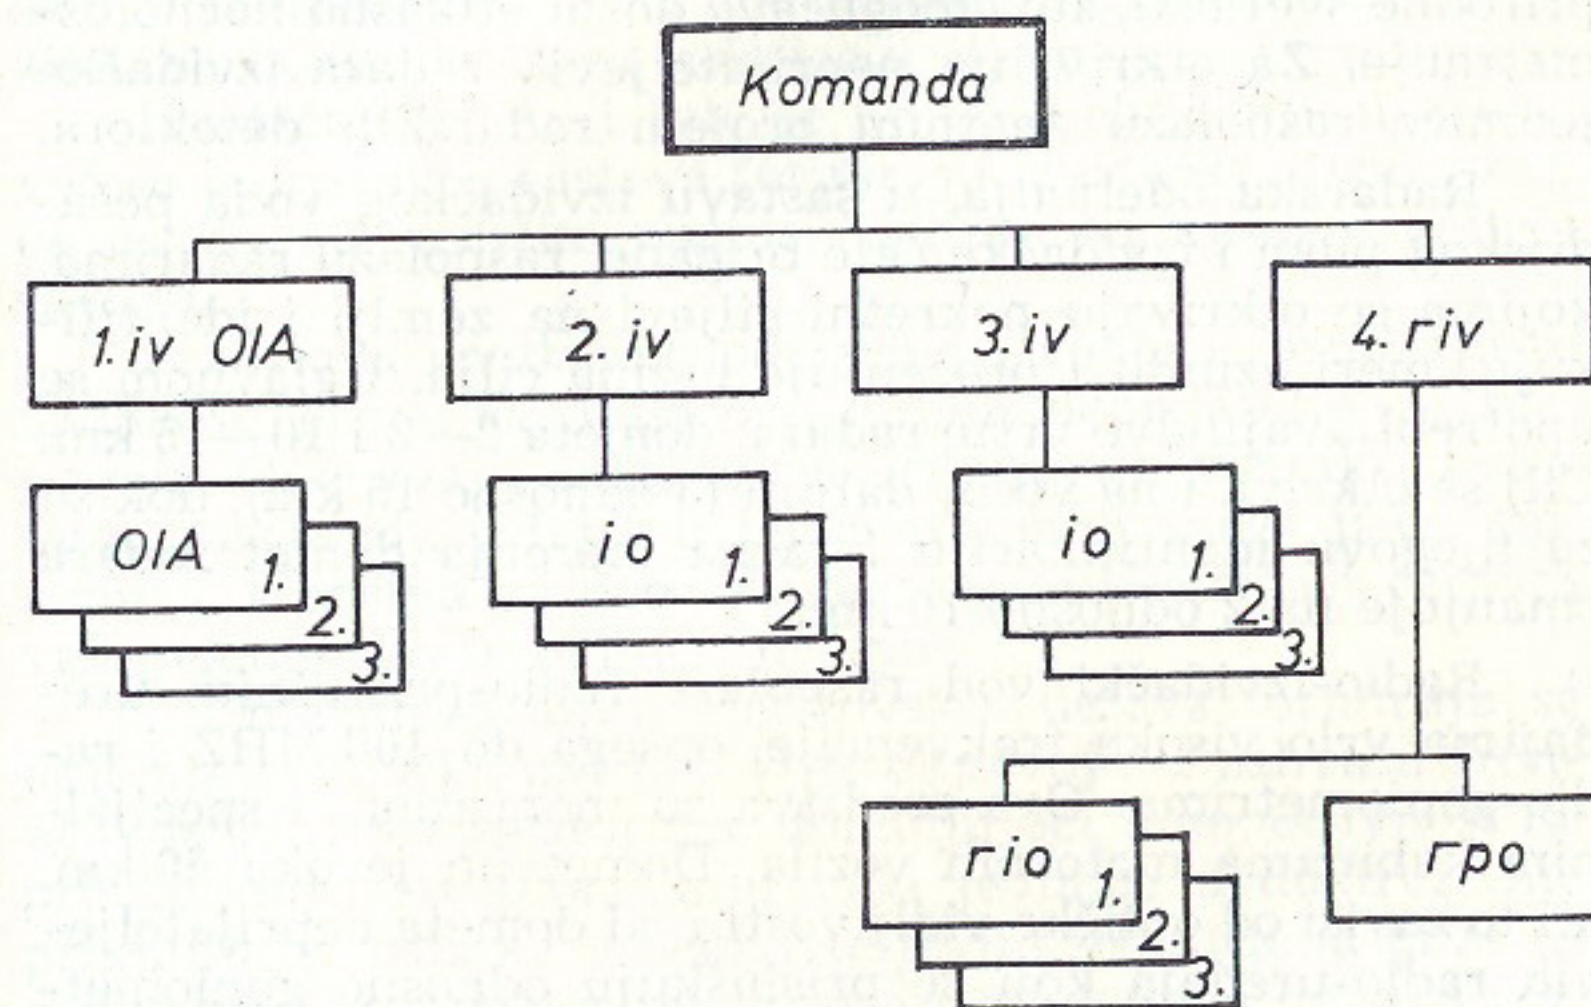 Komanda
1. iv OIA
2. iv
3. iv
4. riv
OIA 1.
2.
3.
io 1.
2.
3.
io 1.
2.
3.
rio 1.
2.
3.
rpo